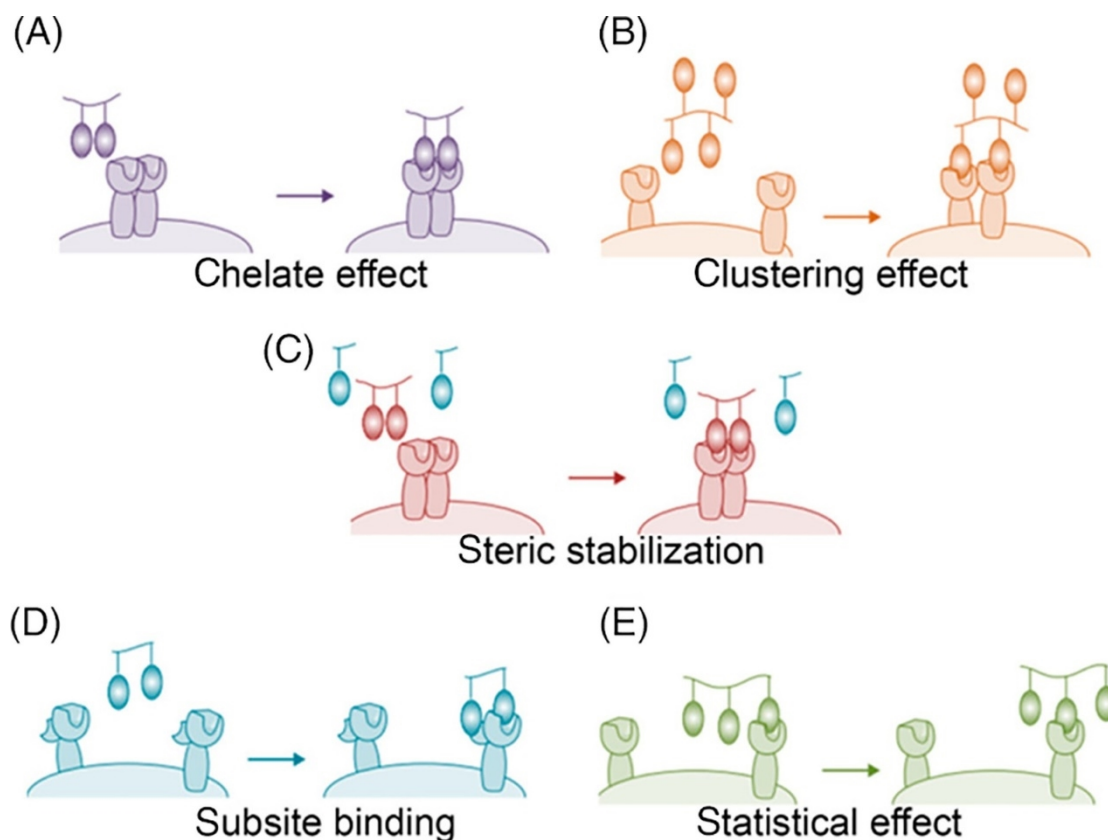 (A)
Chelate effect
(B)
Clustering effect
(C)
Steric stabilization
(D)
Subsite binding
(E)
Statistical effect